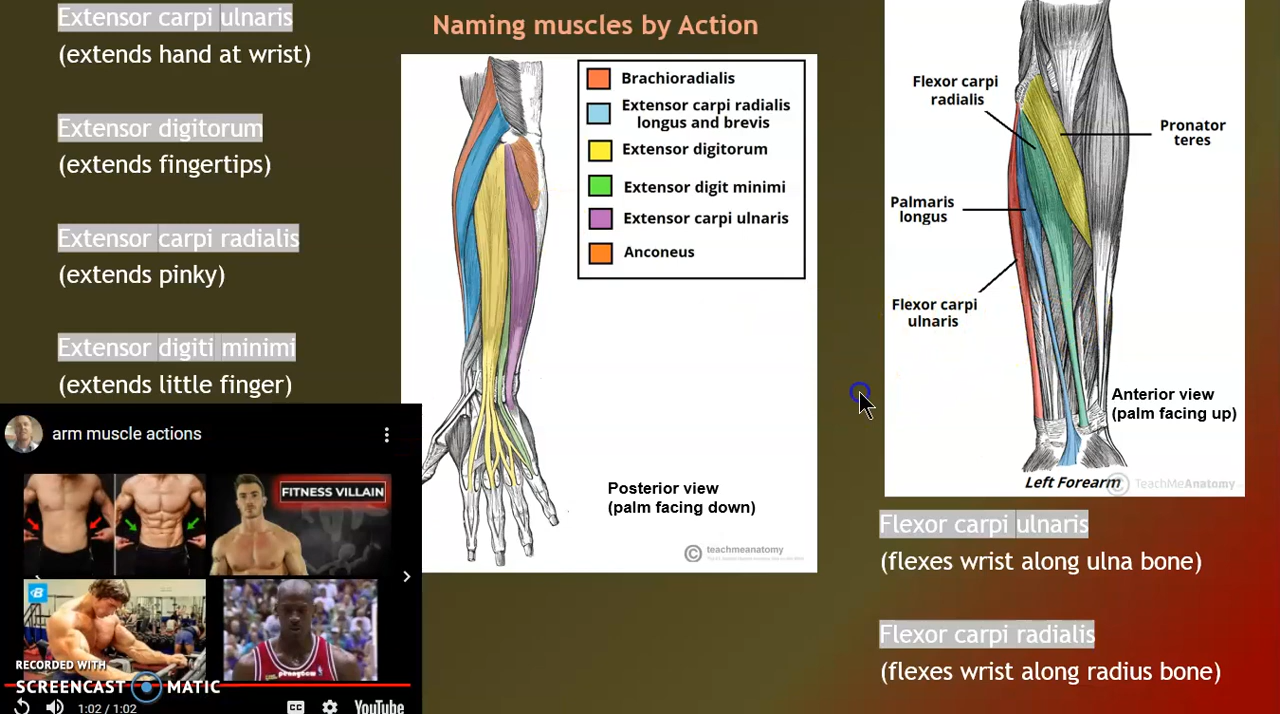 Extensor carpi ulnaris
(extends hand at wrist)
Extensor digitorum
(extends fingertips)
Extensor carpi radialis
(extends pinky)
Extensor digiti minimi
(extends little finger)
Naming muscles by Action
Brachioradialis
Extensor carpi radialis
longus and brevis
Extensor digitorum
Extensor digit minimi
Extensor carpi ulnaris
Anconeus
Posterior view
(palm facing down)
© teachmeanatomy
Flexor carpi
radialis
Pronator
teres
Palmaris
longus
Flexor carpi
ulnaris
Anterior view
(palm facing up)
Left Forearm
© TeachMeAnatomy
Flexor carpi ulnaris
(flexes wrist along ulna bone)
Flexor carpi radialis
(flexes wrist along radius bone)
arm muscle actions
FITNESS VILLAIN
B
RECORDED WITH
SCREENCAST MATIC
1:02 / 1:02
CC
YouTube